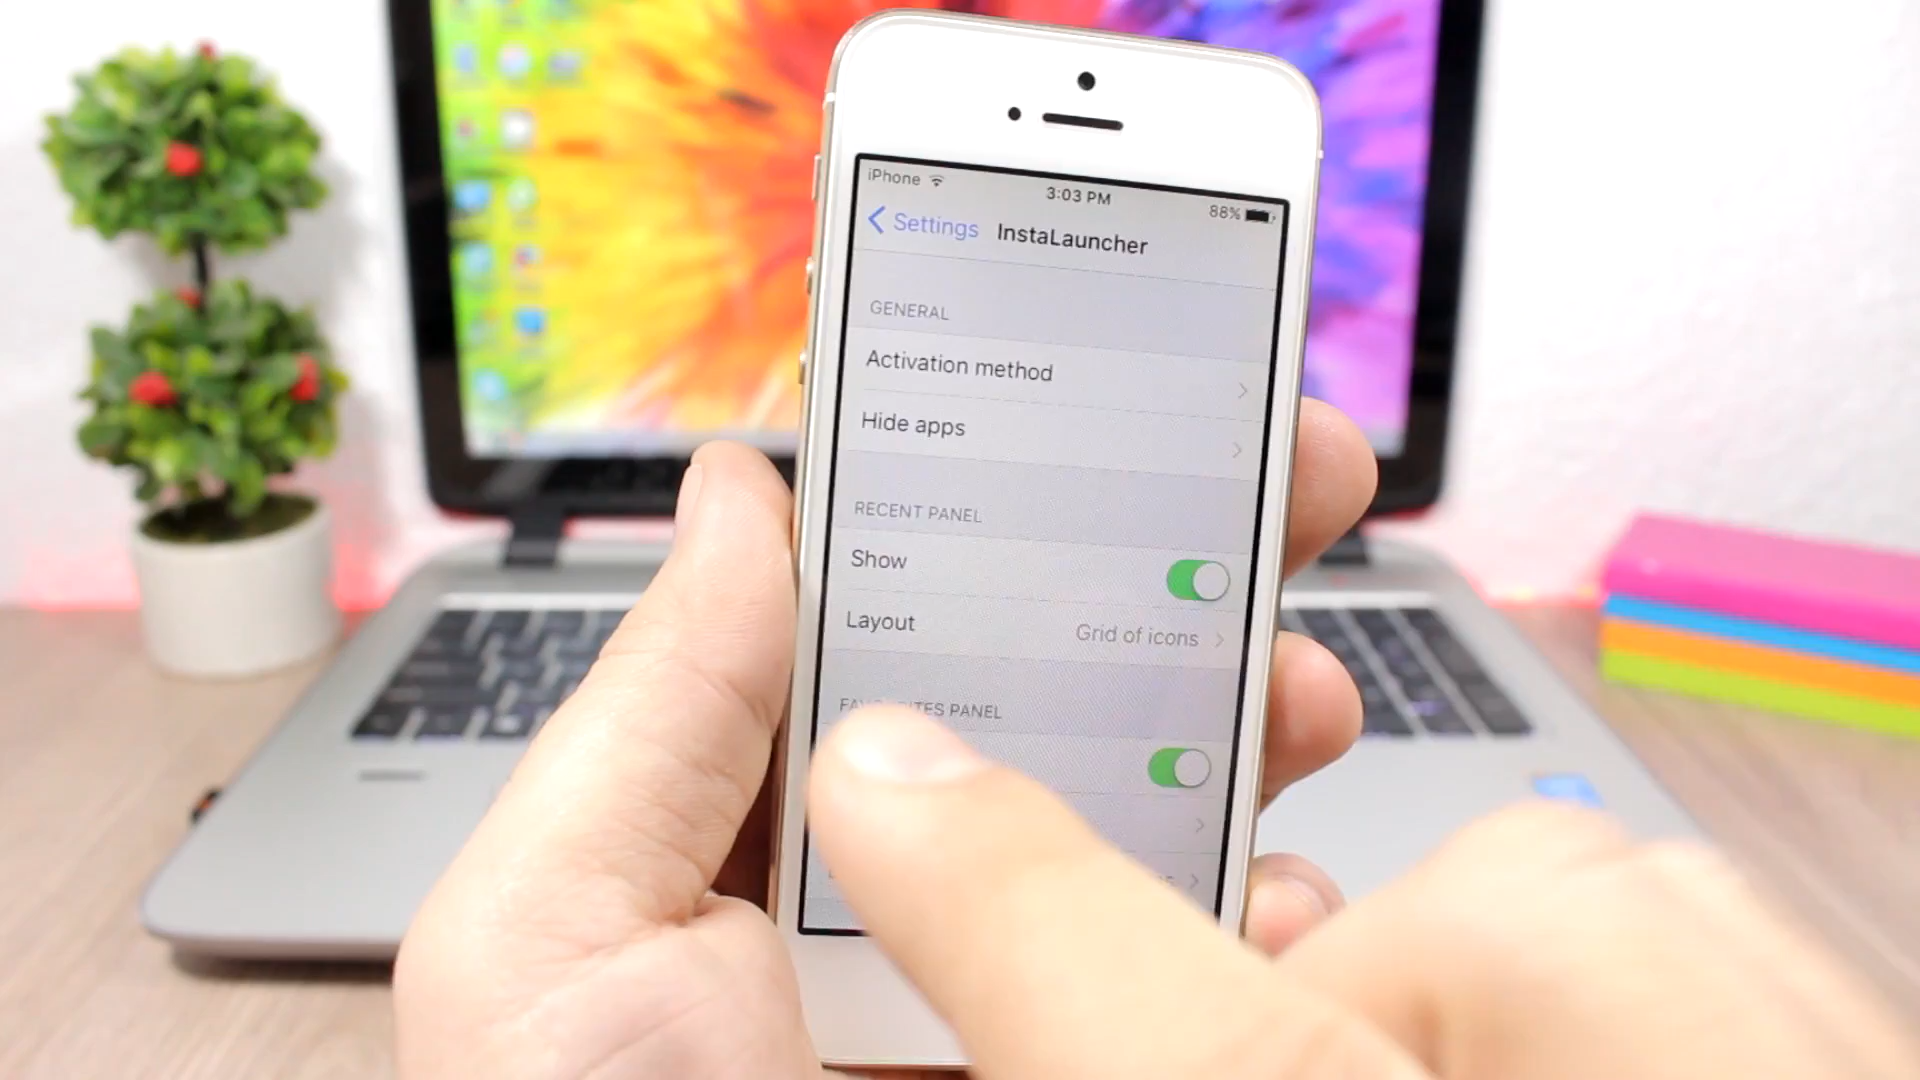 iPhone
3:03 PM
88%
Settings
InstaLauncher
GENERAL
Activation method
Hide apps
RECENT PANEL
Show
Layout
Grid of icons
PANEL